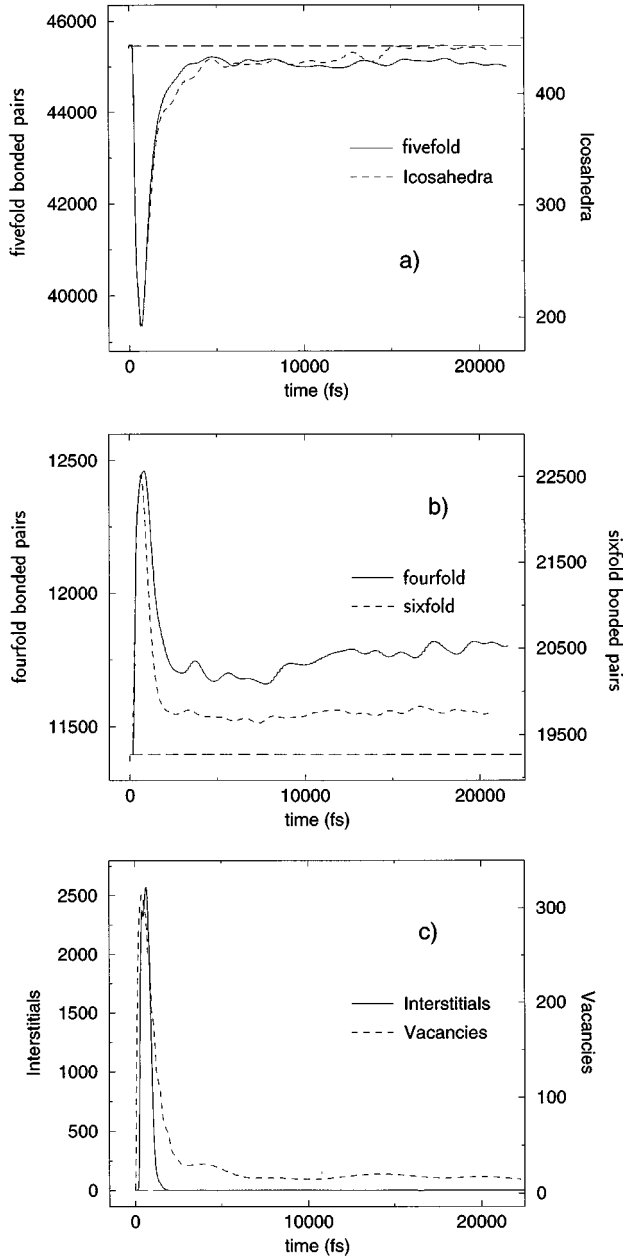 46000
44000
42000
40000
fivefold bonded pairs
400
300
200
Icosahedra
fivefold
Icosahedra
a)
0
10000
20000
time (fs)
12500
12000
11500
fourfold bonded pairs
22500
21500
20500
19500
sixfold bonded
pairs
b)
fourfold
sixfold
0
10000
20000
time (fs)
2500
2000
1500
1000
500
0
Interstitials
300
200
100
0
Vacancies
c)
Interstitials
Vacancies
0
10000
20000
time (fs)